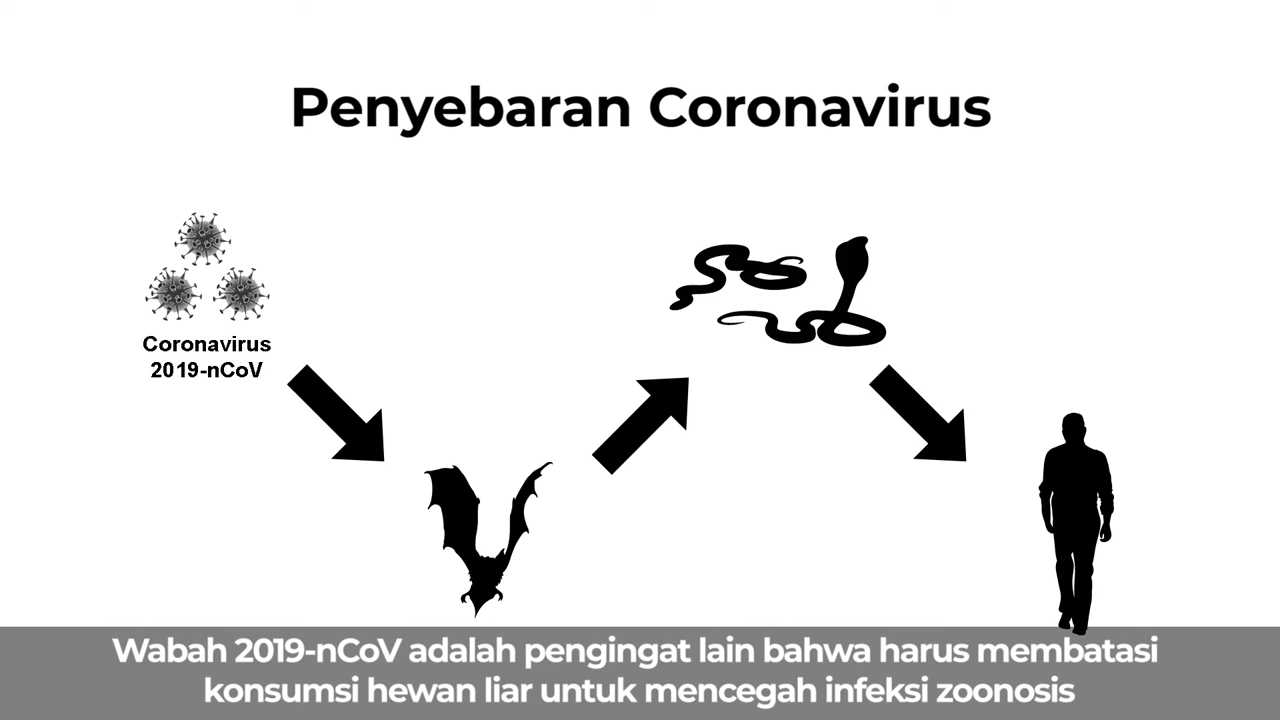 Penyebaran Coronavirus
Coronavirus
2019-nCoV
Wabah 2019-nCoV adalah pengingat lain bahwa harus membatasi
konsumsi hewan liar untuk mencegah infeksi zoonosis